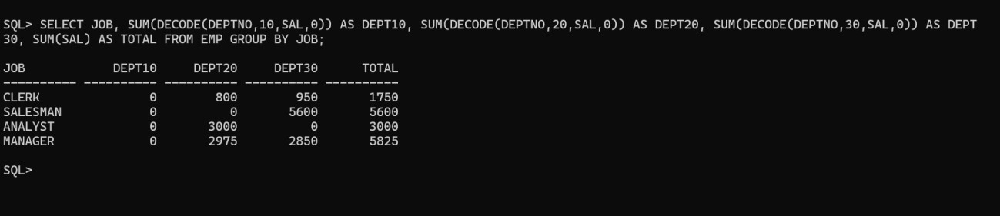 SQL> SELECT JOB, SUM(DECODE(DEPTNO,10,SAL,0)) AS DEPT10, SUM(DECODE(DEPTNO,20,SAL,0)) AS DEPT20, SUM(DECODE(DEPTNO,30,SAL,0)) AS DEPT
30, SUM(SAL) AS TOTAL FROM EMP GROUP BY JOB;
JOB            DEPT10     DEPT20     DEPT30      TOTAL
---------- ---------- ---------- ---------- ----------
CLERK               0        800        950       1750
SALESMAN            0          0       5600       5600
ANALYST             0       3000          0       3000
MANAGER             0       2975       2850       5825
SQL>